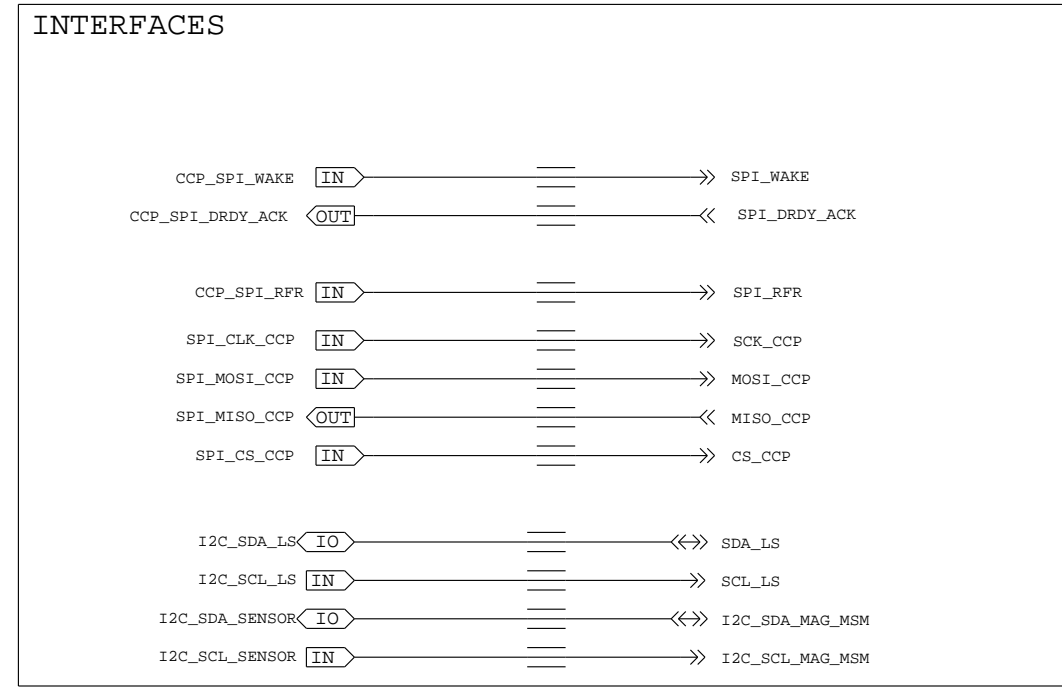 INTERFACES
CCP_SPI_WAKE IN SPI_WAKE
CCP_SPI_DRDY_ACK OUT SPI_DRDY_ACK
CCP_SPI_RFR IN SPI_RFR
SPI_CLK_CCP IN SCK_CCP
SPI_MOSI_CCP IN MOSI_CCP
SPI_MISO_CCP OUT MISO_CCP
SPI_CS_CCP IN CS_CCP
I2C_SDA_LS IO SDA_LS
I2C_SCL_LS IN SCL_LS
I2C_SDA_SENSOR IO I2C_SDA_MAG_MSM
I2C_SCL_SENSOR IN I2C_SCL_MAG_MSM